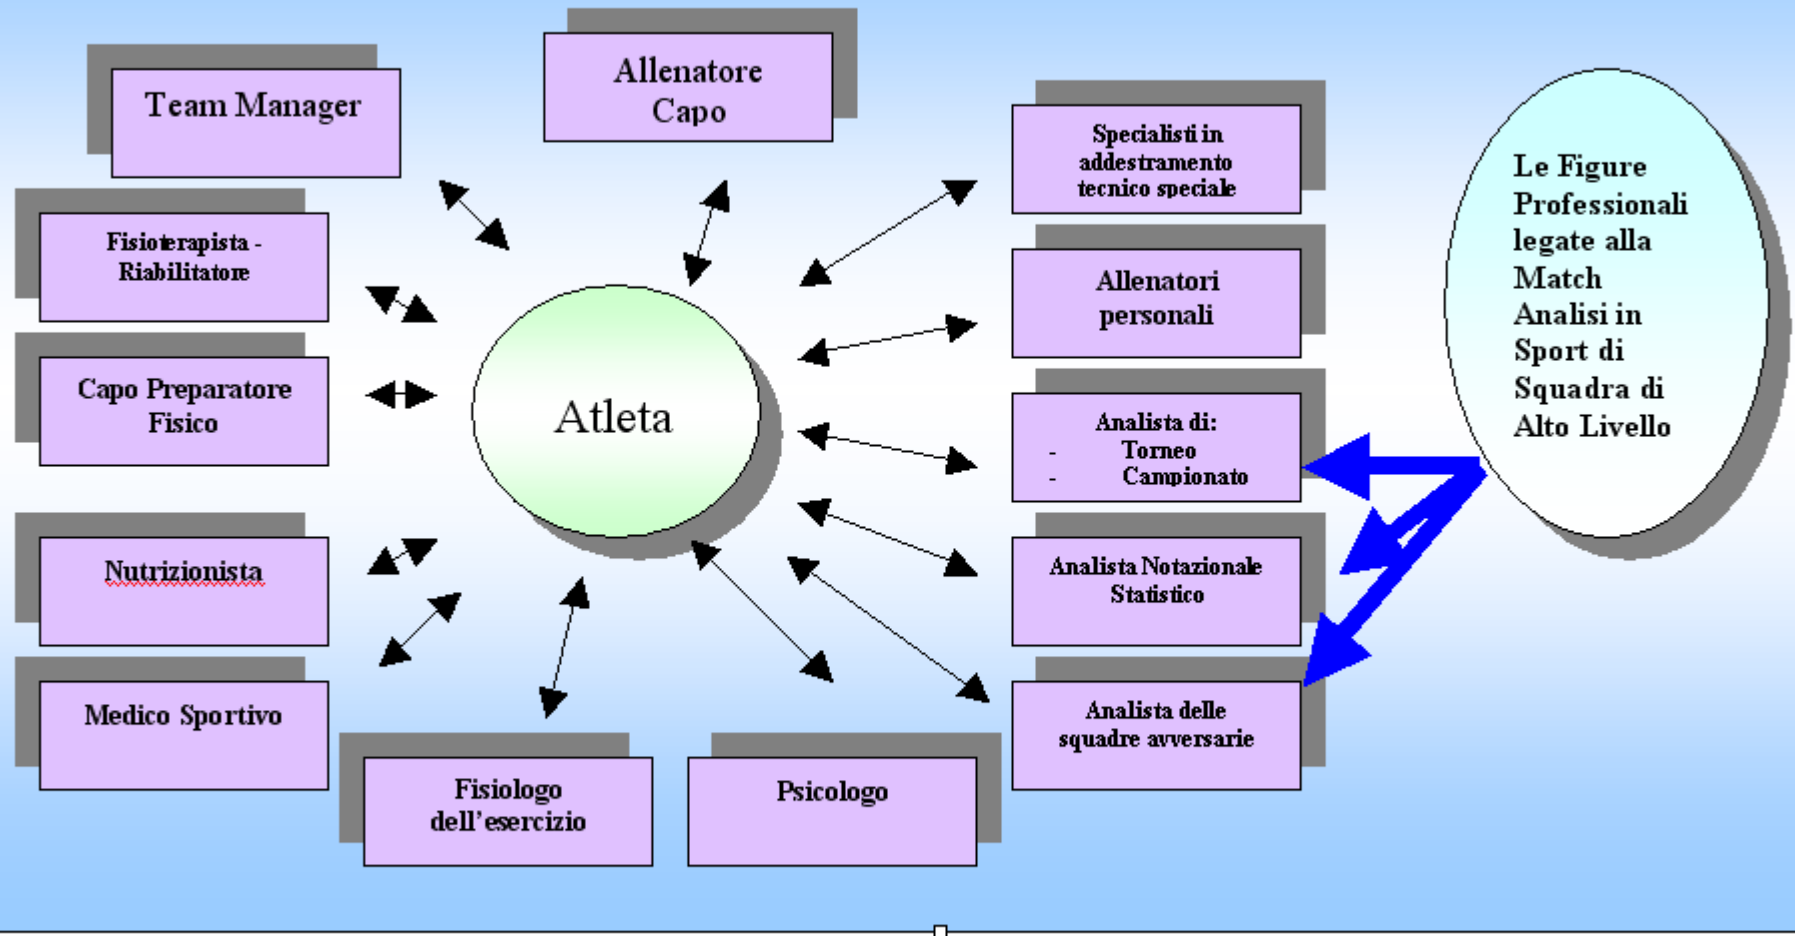 Team Manager
Allenatore
Capo
Specialisti in
addestramento
tecnico speciale
Le Figure
Professionali
legate alla
Match
Analisi in
Sport di
Squadra di
Alto Livello
Fisioterapista -
Riabilitatore
Allenatori
personali
Capo Preparatore
Fisico
Atleta
Analista di:
- Torneo
- Campionato
Nutrizionista
Analista Notazionale
Statistico
Medico Sportivo
Analista delle
squadre avversarie
Fisiologo
dell’esercizio
Psicologo